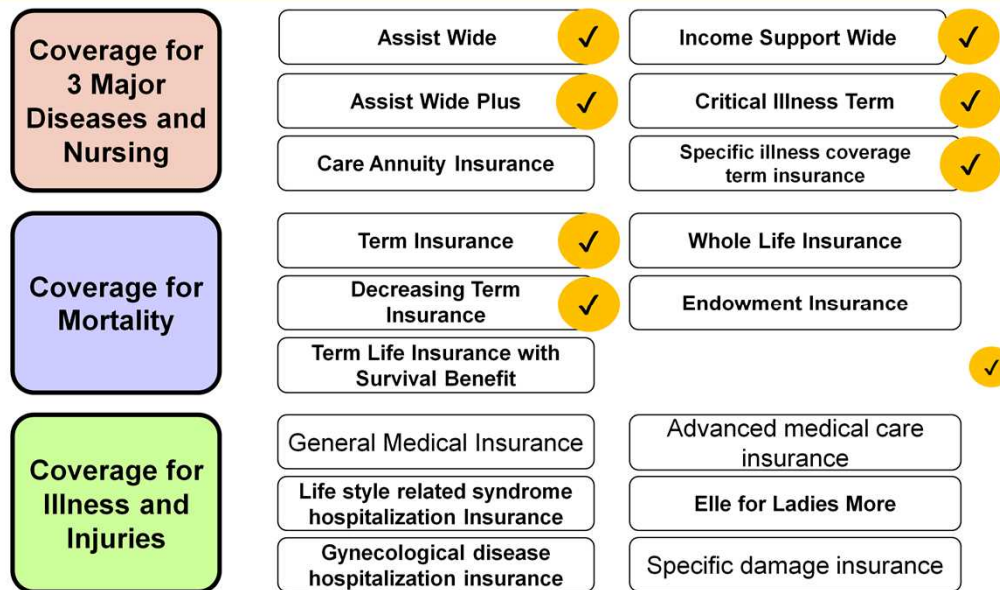 Coverage for
3 Major
Diseases and
Nursing
Assist Wide
✓
Income Support Wide
✓
Assist Wide Plus
✓
Critical Illness Term
✓
Care Annuity Insurance
Specific illness coverage
term insurance
✓
Coverage for
Mortality
Term Insurance
✓
Whole Life Insurance
Decreasing Term
Insurance
✓
Endowment Insurance
Term Life Insurance with
Survival Benefit
✓
Coverage for
Illness and
Injuries
General Medical Insurance
Advanced medical care
insurance
Life style related syndrome
hospitalization Insurance
Elle for Ladies More
Gynecological disease
hospitalization insurance
Specific damage insurance